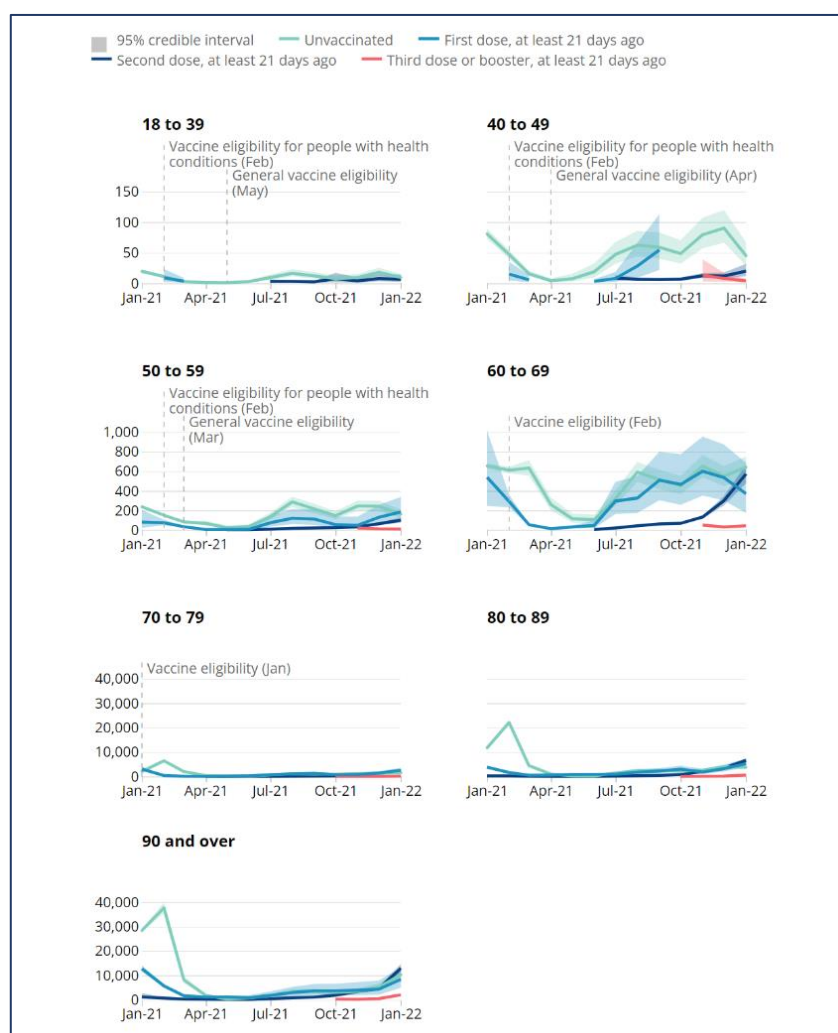 95% credible interval Unvaccinated First dose, at least 21 days ago
Second dose, at least 21 days ago Third dose or booster, at least 21 days ago
18 to 39
Vaccine eligibility for people with health
conditions (Feb)
General vaccine eligibility
(May)
150
100
50
0
Jan-21 Apr-21 Jul-21 Oct-21 Jan-22
40 to 49
Vaccine eligibility for people with health
conditions (Feb)
General vaccine eligibility (Apr)
Jan-21 Apr-21 Jul-21 Oct-21 Jan-22
50 to 59
Vaccine eligibility for people with health
conditions (Feb)
General vaccine eligibility
(Mar)
1,000
800
600
400
200
0
Jan-21 Apr-21 Jul-21 Oct-21 Jan-22
60 to 69
Vaccine eligibility (Feb)
Jan-21 Apr-21 Jul-21 Oct-21 Jan-22
70 to 79
Vaccine eligibility (Jan)
40,000
30,000
20,000
10,000
0
Jan-21 Apr-21 Jul-21 Oct-21 Jan-22
80 to 89
Jan-21 Apr-21 Jul-21 Oct-21 Jan-22
90 and over
40,000
30,000
20,000
10,000
0
Jan-21 Apr-21 Jul-21 Oct-21 Jan-22